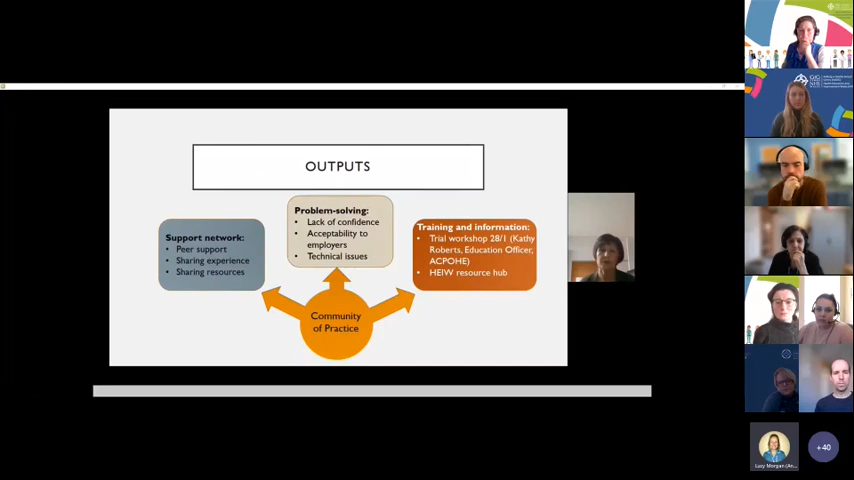 OUTPUTS
Support network:
• Peer support
• Sharing experience
• Sharing resources
Problem-solving:
• Lack of confidence
• Acceptability to
employers
• Technical issues
Training and information:
• Trial workshop 28/1 (Kathy
Roberts, Education Officer,
ACPOHE)
• HEIW resource hub
Community
of Practice
Lucy Morgan (An...
+40